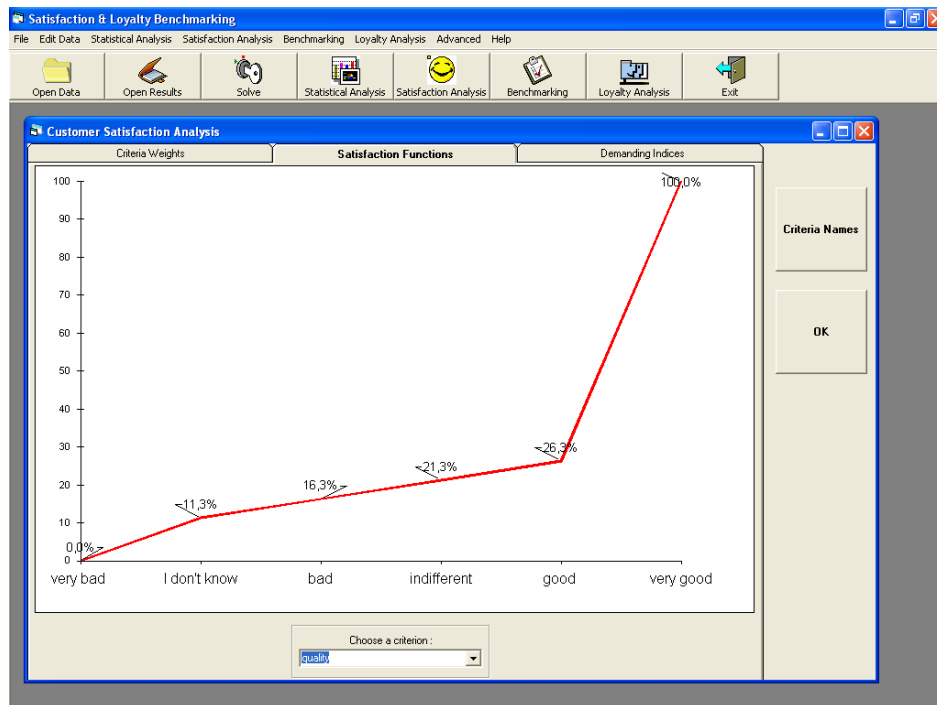 Satisfaction & Loyalty Benchmarking
File Edit Data Statistical Analysis Satisfaction Analysis Benchmarking Loyalty Analysis Advanced Help
Open Data Open Results Solve Statistical Analysis Satisfaction Analysis Benchmarking Loyalty Analysis Exit
Customer Satisfaction Analysis
Criteria Weights Satisfaction Functions Demanding Indices
100
100,0%
90
80
70
60
50
40
30
26,3%
21,3%
20
16,3%
11,3%
10
0,0%
0
very bad I don't know bad indifferent good very good
Criteria Names
OK
Choose a criterion :
quality